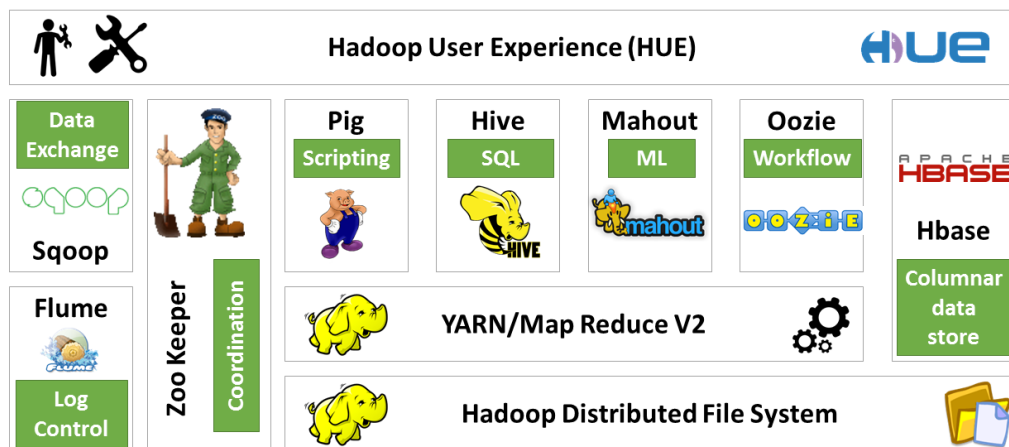 Hadoop User Experience (HUE)
HUE
Data
Exchange
sqoop
Sqoop
Flume
FLUME
Log
Control
ZOO
Zoo Keeper
Coordination
Pig
Scripting
Hive
SQL
HIVE
Mahout
ML
mahout
Oozie
Workflow
OOZiE
APACHE
HBASE
Hbase
Columnar
data
store
YARN/Map Reduce V2
Hadoop Distributed File System